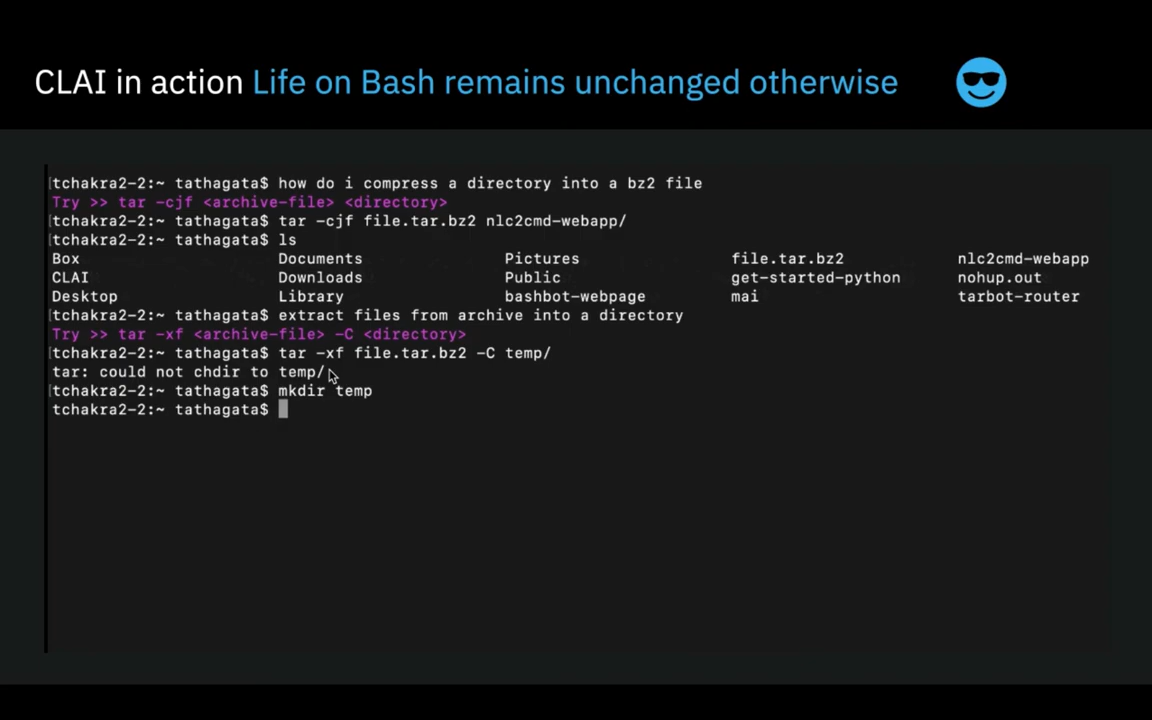 CLAI in action Life on Bash remains unchanged otherwise
[tchakra2-2:~ tathagata$ how do i compress a directory into a bz2 file
Try >> tar -cjf <archive-file> <directory>
[tchakra2-2:~ tathagata$ tar -cjf file.tar.bz2 nlc2cmd-webapp/
[tchakra2-2:~ tathagata$ ls
Box Documents Pictures file.tar.bz2 nlc2cmd-webapp
CLAI Downloads Public get-started-python nohup.out
Desktop Library bashbot-webpage mai tarbot-router
[tchakra2-2:~ tathagata$ extract files from archive into a directory
Try >> tar -xf <archive-file> -C <directory>
[tchakra2-2:~ tathagata$ tar -xf file.tar.bz2 -C temp/
tar: could not chdir to temp/
[tchakra2-2:~ tathagata$ mkdir temp
tchakra2-2:~ tathagata$